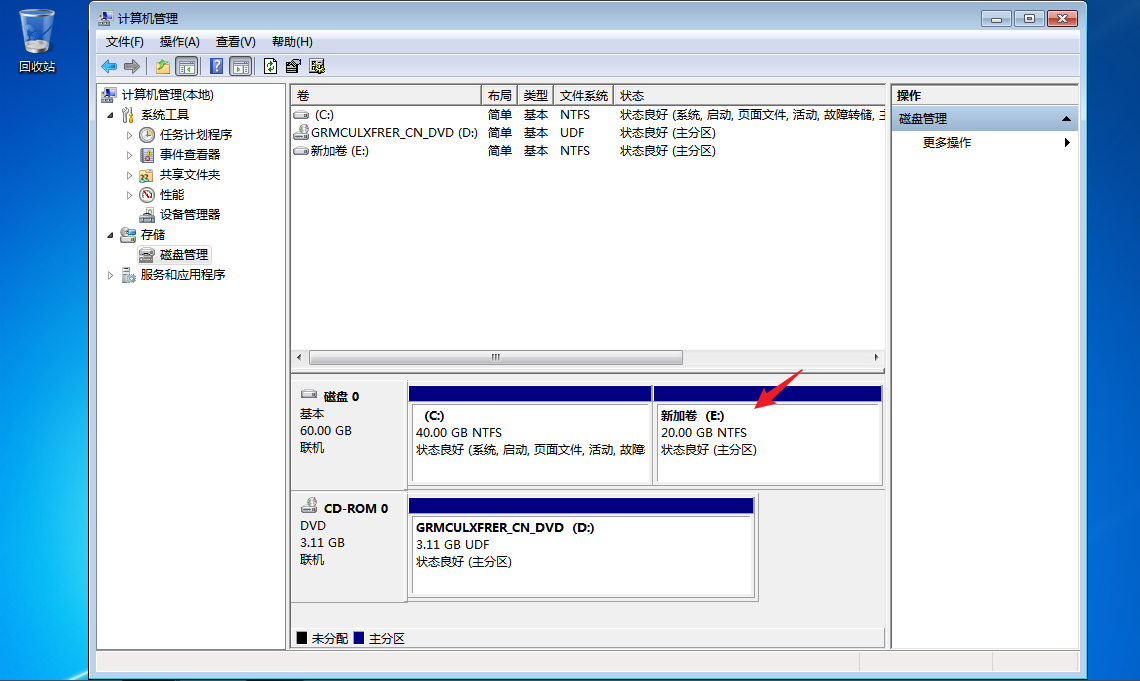 回收站
计算机管理
文件(F) 操作(A) 查看(V) 帮助(H)
计算机管理(本地)
系统工具
任务计划程序
事件查看器
共享文件夹
性能
设备管理器
存储
磁盘管理
服务和应用程序
卷 布局 类型 文件系统 状态
(C:) 简单 基本 NTFS 状态良好 (系统, 启动, 页面文件, 活动, 故障转储, 主
GRMCULXFRER_CN_DVD (D:) 简单 基本 UDF 状态良好 (主分区)
新加卷 (E:) 简单 基本 NTFS 状态良好 (主分区)
磁盘 0
基本
60.00 GB
联机
(C:)
40.00 GB NTFS
状态良好 (系统, 启动, 页面文件, 活动, 故障
新加卷 (E:)
20.00 GB NTFS
状态良好 (主分区)
CD-ROM 0
DVD
3.11 GB
联机
GRMCULXFRER_CN_DVD (D:)
3.11 GB UDF
状态良好 (主分区)
未分配 主分区
操作
磁盘管理
更多操作